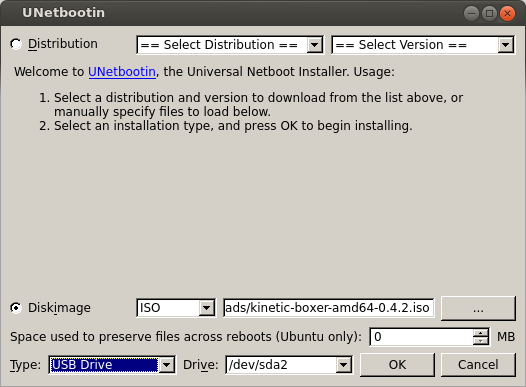 UNetbootin
Distribution == Select Distribution == == Select Version ==
Welcome to UNetbootin, the Universal Netboot Installer. Usage:
1. Select a distribution and version to download from the list above, or
manually specify files to load below.
2. Select an installation type, and press OK to begin installing.
Diskimage ISO ads/kinetic-boxer-amd64-0.4.2.iso ...
Space used to preserve files across reboots (Ubuntu only): 0 MB
Type: USB Drive Drive: /dev/sda2 OK Cancel